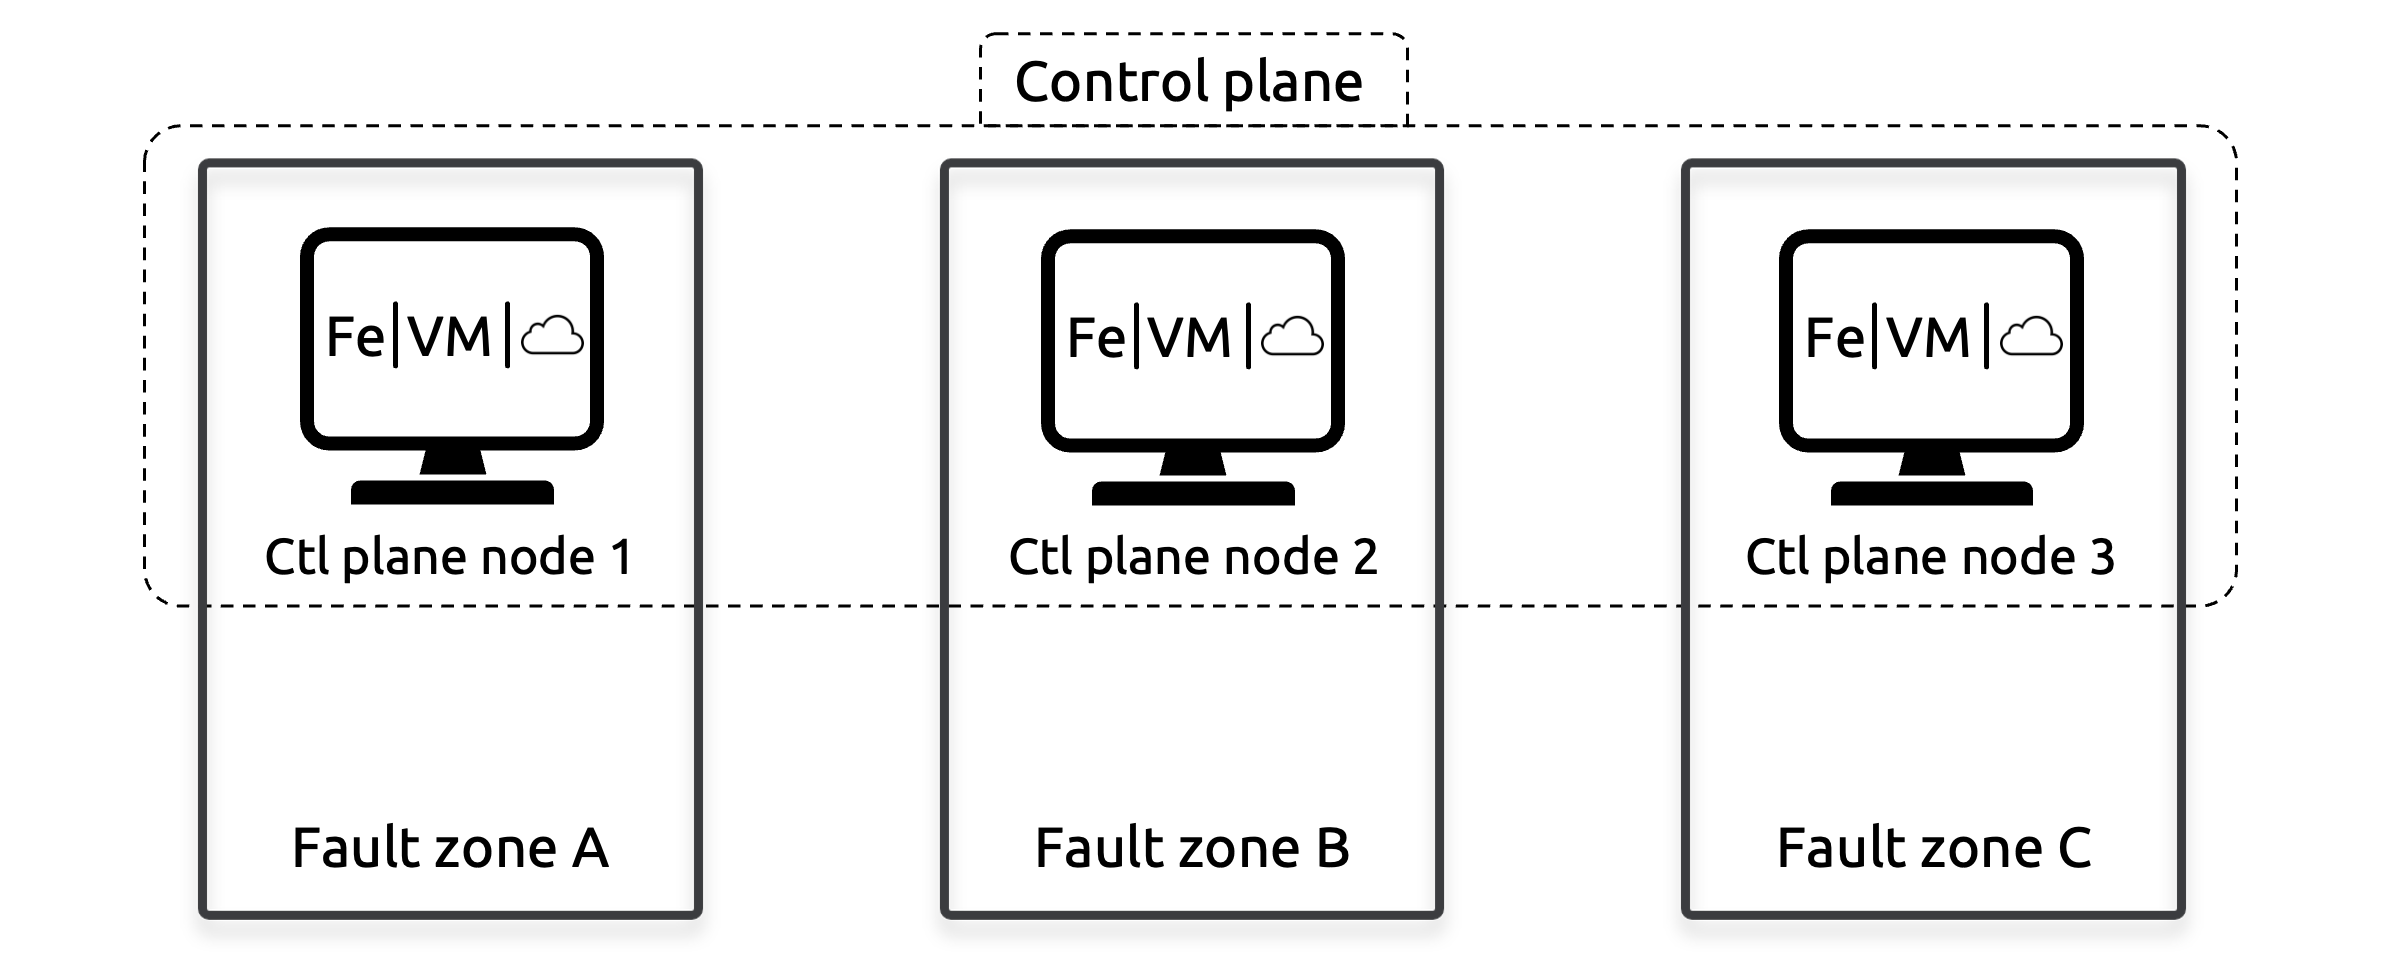 Control plane
Fe|VM|
Fe|VM|
Fe|VM|
Ctl plane node 1
Ctl plane node 2
Ctl plane node 3
Fault zone A
Fault zone B
Fault zone C